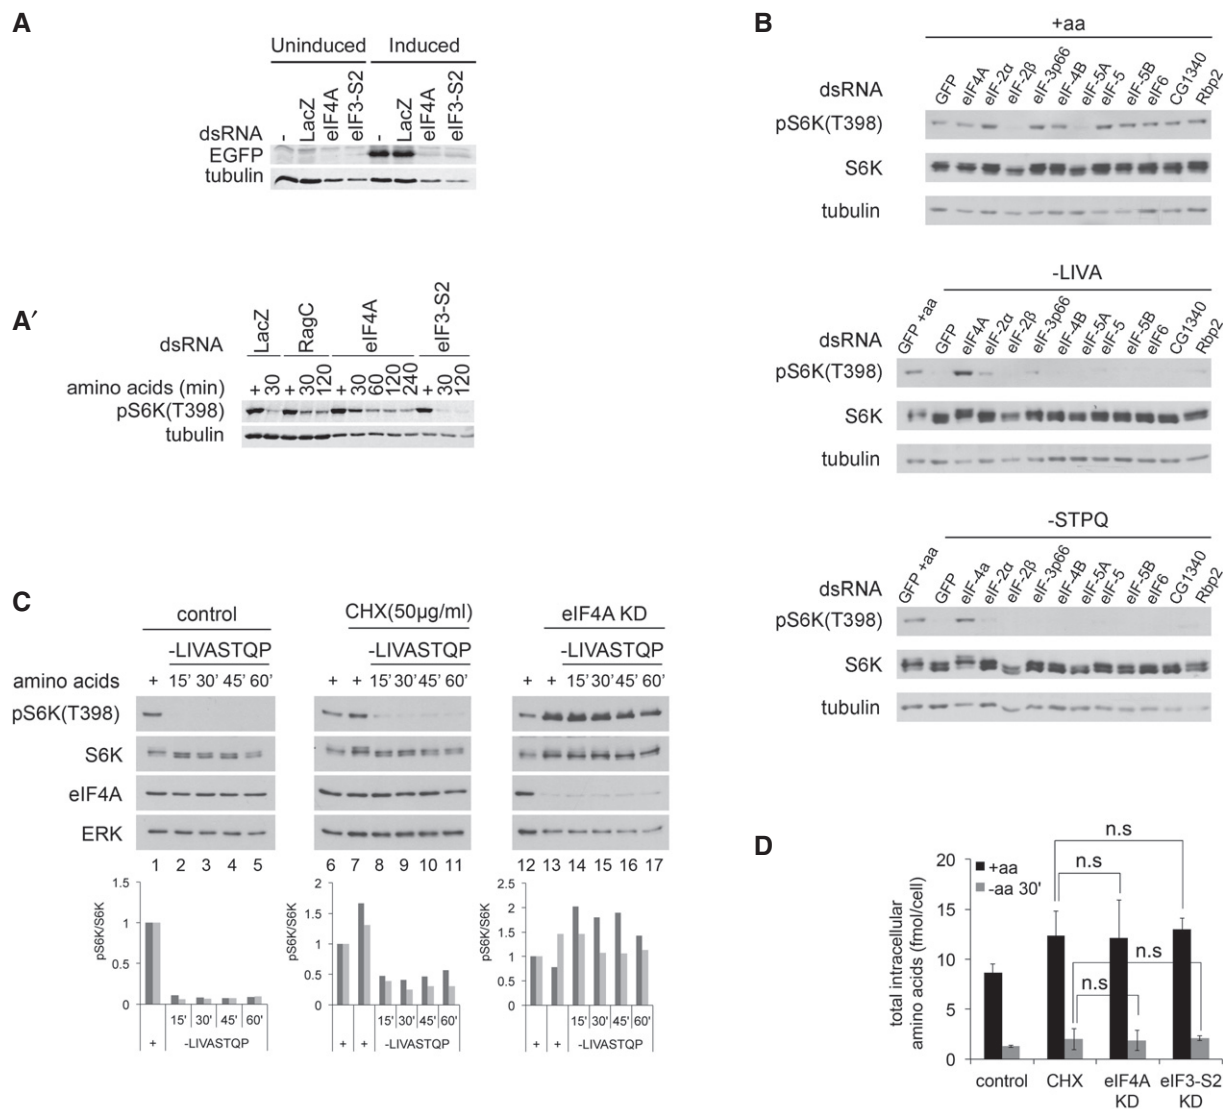 A
Uninduced Induced
dsRNA - LacZ eIF4A eIF3-S2 - LacZ eIF4A eIF3-S2
EGFP
tubulin
A′
dsRNA LacZ RagC eIF4A eIF3-S2
amino acids (min) + 30 + 30 120 + 30 60 120 240 + 30 120
pS6K(T398)
tubulin
B
+aa
dsRNA GFP eIF4A eIF-2α eIF-2β eIF-3p66 eIF-4B eIF-5A eIF-5 eIF-5B eIF6 CG1340 Rbp2
pS6K(T398)
S6K
tubulin
-LIVA
dsRNA GFP +aa GFP eIF4A eIF-2α eIF-2β eIF-3p66 eIF-4B eIF-5A eIF-5 eIF-5B eIF6 CG1340 Rbp2
pS6K(T398)
S6K
tubulin
-STPQ
dsRNA GFP +aa GFP eIF-4a eIF-2α eIF-2β eIF-3p66 eIF-4B eIF-5A eIF-5 eIF-5B eIF6 CG1340 Rbp2
pS6K(T398)
S6K
tubulin
C
control CHX(50µg/ml) eIF4A KD
-LIVASTQP -LIVASTQP -LIVASTQP
amino acids + 15' 30' 45' 60' + + 15' 30' 45' 60' + + 15' 30' 45' 60'
pS6K(T398)
S6K
eIF4A
ERK
1 2 3 4 5 6 7 8 9 10 11 12 13 14 15 16 17
pS6K/S6K
1.5
1
0.5
0
15' 30' 45' 60'
+ -LIVASTQP
pS6K/S6K
2
1.5
1
0.5
0
15' 30' 45' 60'
+ + -LIVASTQP
pS6K/S6K
2.5
2
1.5
1
0.5
0
15' 30' 45' 60'
+ + -LIVASTQP
D
total intracellular
amino acids (fmol/cell)
20
15
10
5
0
+aa
-aa 30'
n.s
n.s
n.s
n.s
control CHX eIF4A KD eIF3-S2 KD